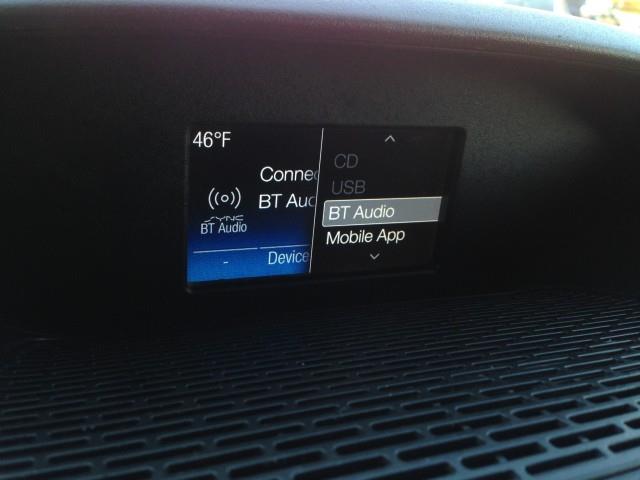 46°F
Connec
BT Aud
SYNC
BT Audio
-
Device
CD
USB
BT Audio
Mobile App